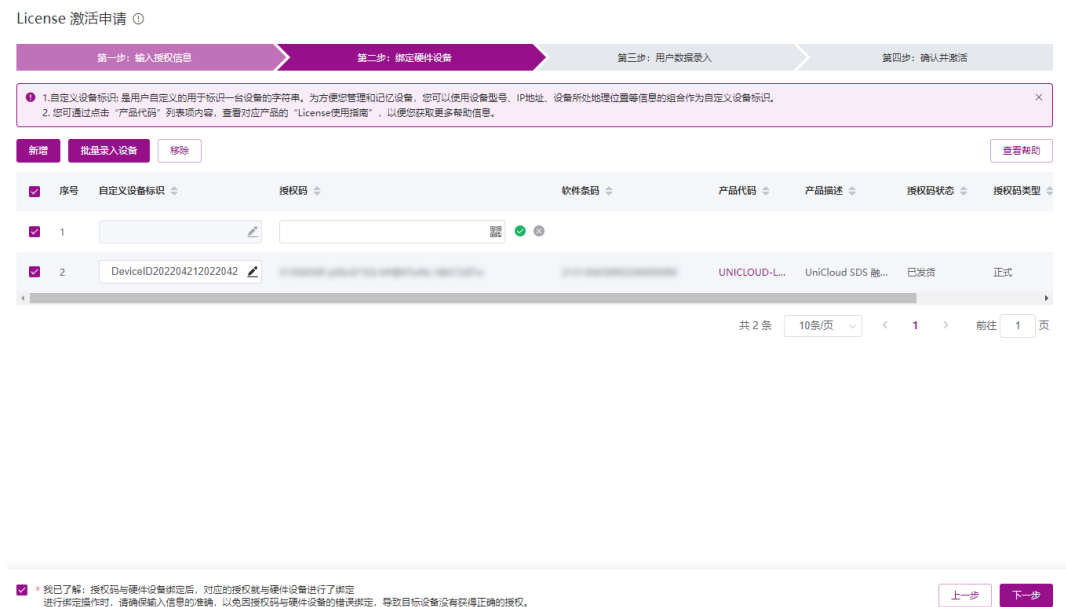 License 激活申请
第一步：输入授权信息 第二步：绑定硬件设备 第三步：用户数据录入 第四步：确认并激活
1.自定义设备标识: 是用户自定义的用于标识一台设备的字符串。为方便您管理和记忆设备，您可以使用设备型号、IP地址、设备所处地理位置等信息的组合作为自定义设备标识。
2. 您可通过点击“产品代码”列表项内容，查看对应产品的“License使用指南”，以便您获取更多帮助信息。
新增 批量录入设备 移除 查看帮助
序号 自定义设备标识 授权码 软件条码 产品代码 产品描述 授权码状态 授权码类型
1
2 DeviceID202204212022042 UNICLOUD-L... UniCloud SDS 融... 已发货 正式
共 2 条 10条/页 1 前往 1 页
* 我已了解：授权码与硬件设备绑定后，对应的授权就与硬件设备进行了绑定
进行绑定操作时，请确保输入信息的准确，以免因授权码与硬件设备的错误绑定，导致目标设备没有获得正确的授权。
上一步 下一步